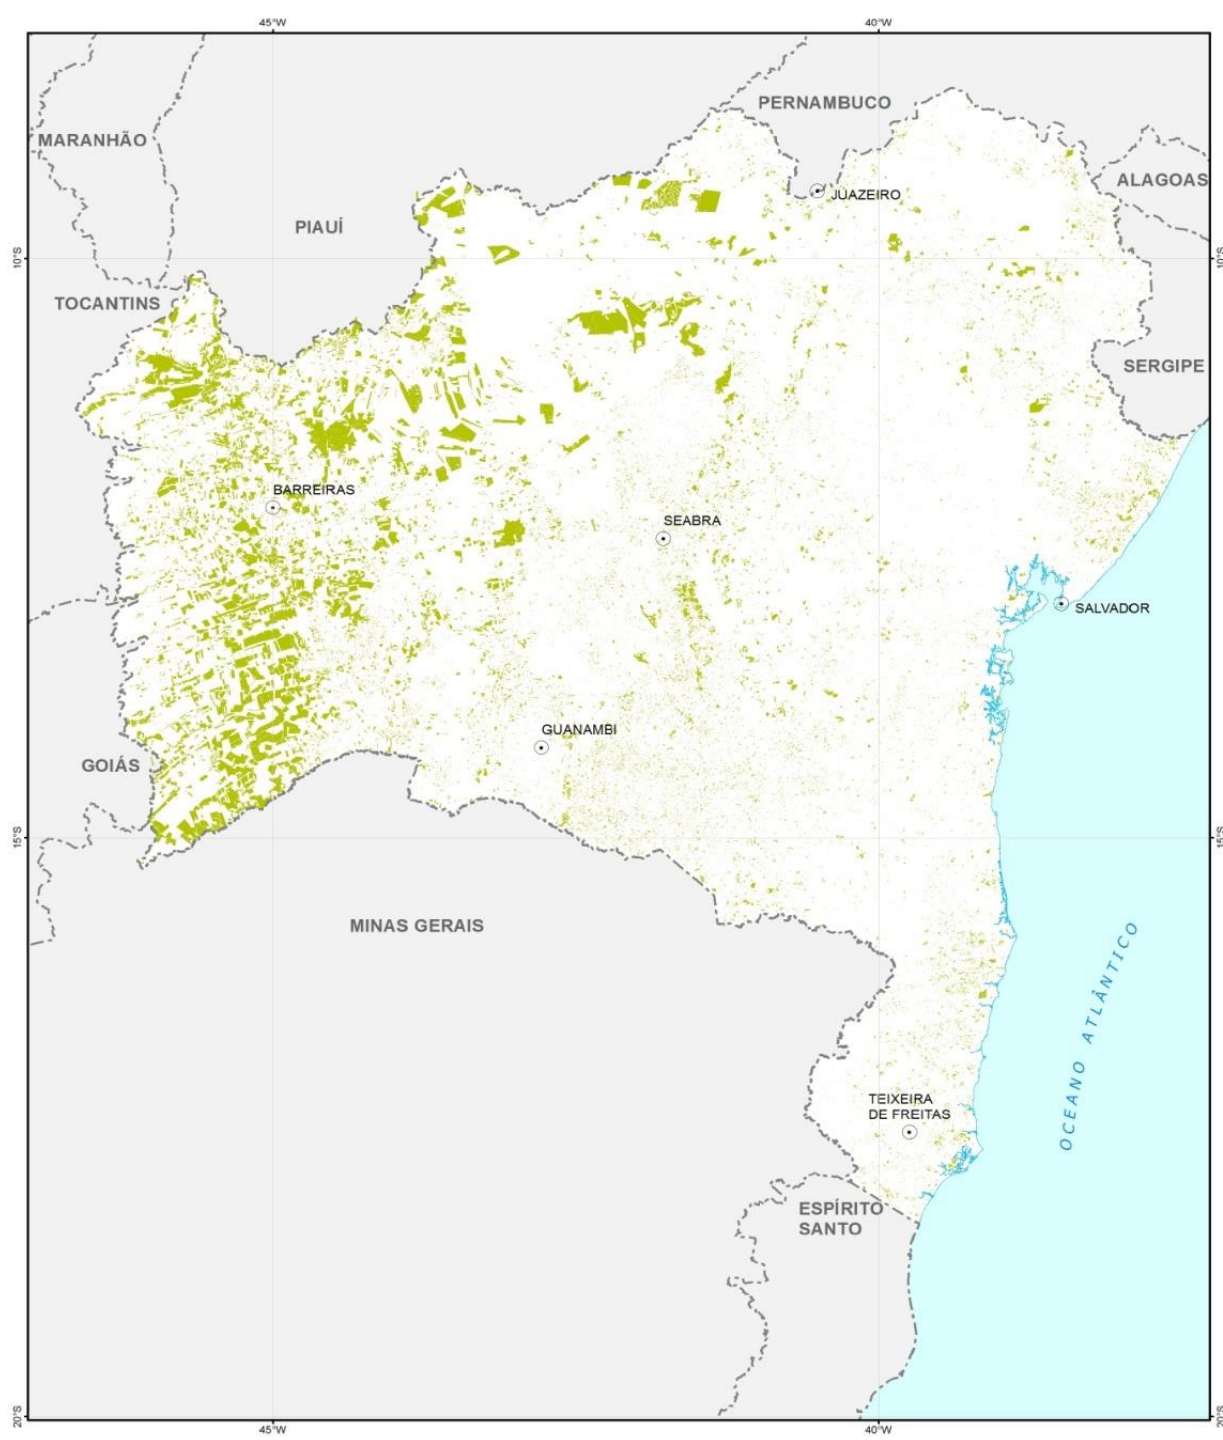 45°W
40°W
PERNAMBUCO
MARANHÃO
ALAGOAS
JUAZEIRO
PIAUÍ
10°S
10°S
TOCANTINS
SERGIPE
BARREIRAS
SEABRA
SALVADOR
GUANAMBI
GOIÁS
15°S
15°S
MINAS GERAIS
OCEANO ATLÂNTICO
TEIXEIRA
DE FREITAS
ESPÍRITO
SANTO
20°S
20°S
45°W
40°W